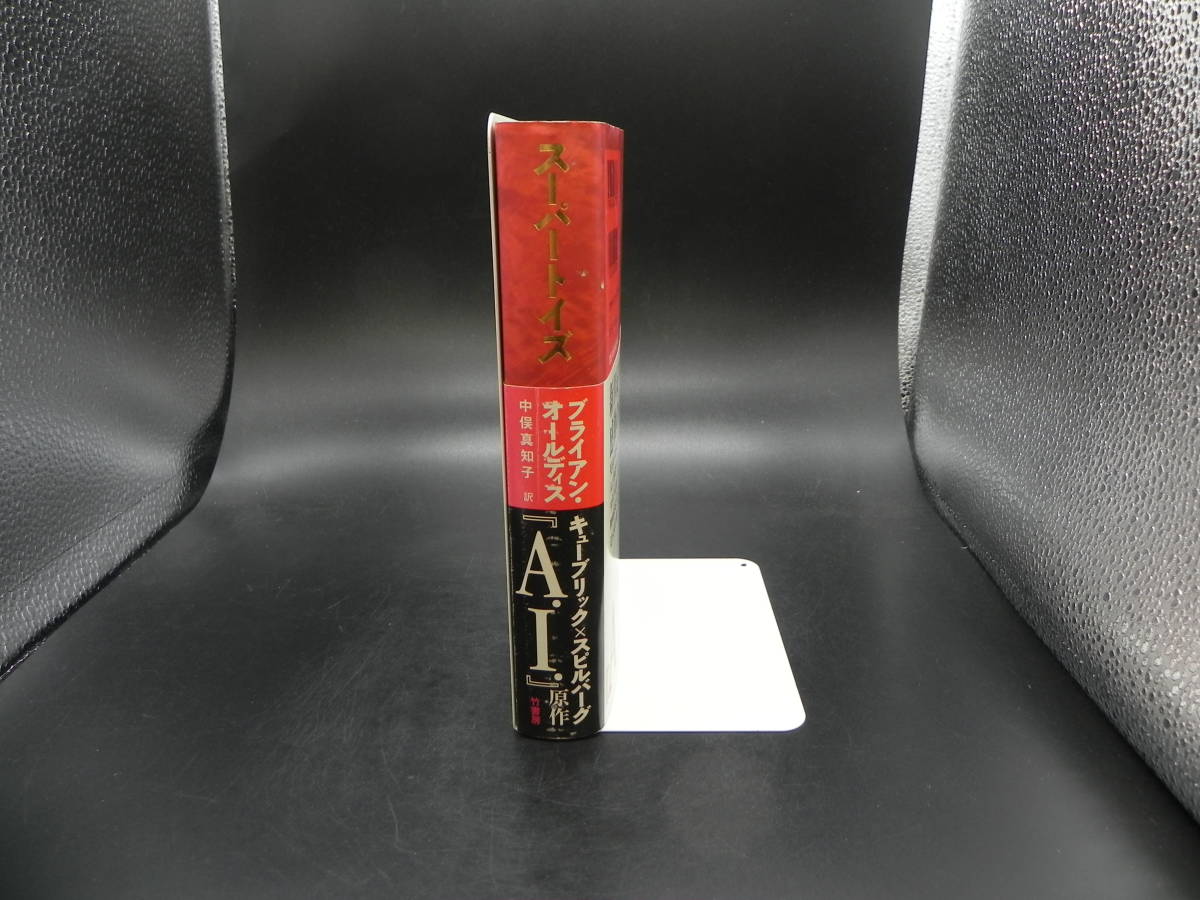 スーパートイズ
ブライアン・
オールディス
中俣真知子 訳
キューブリック×スピルバーグ
『A.I.』原作
竹書房